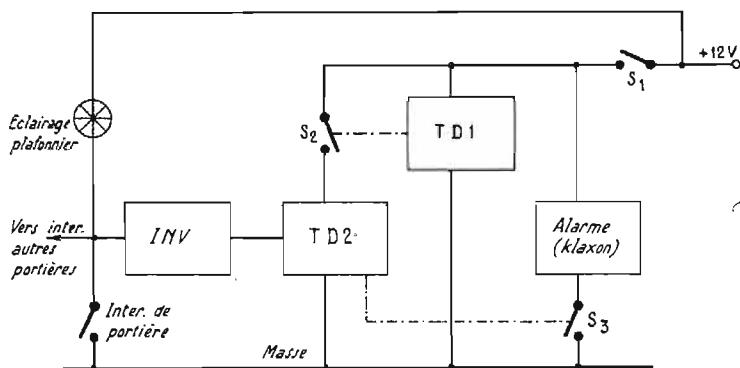 +12V
S1
Eclairage
plafonnier
S2
TD1
Vers inter.
autres
portières
INV
TD2
Alarme
(klaxon)
Inter. de
portière
S3
Masse